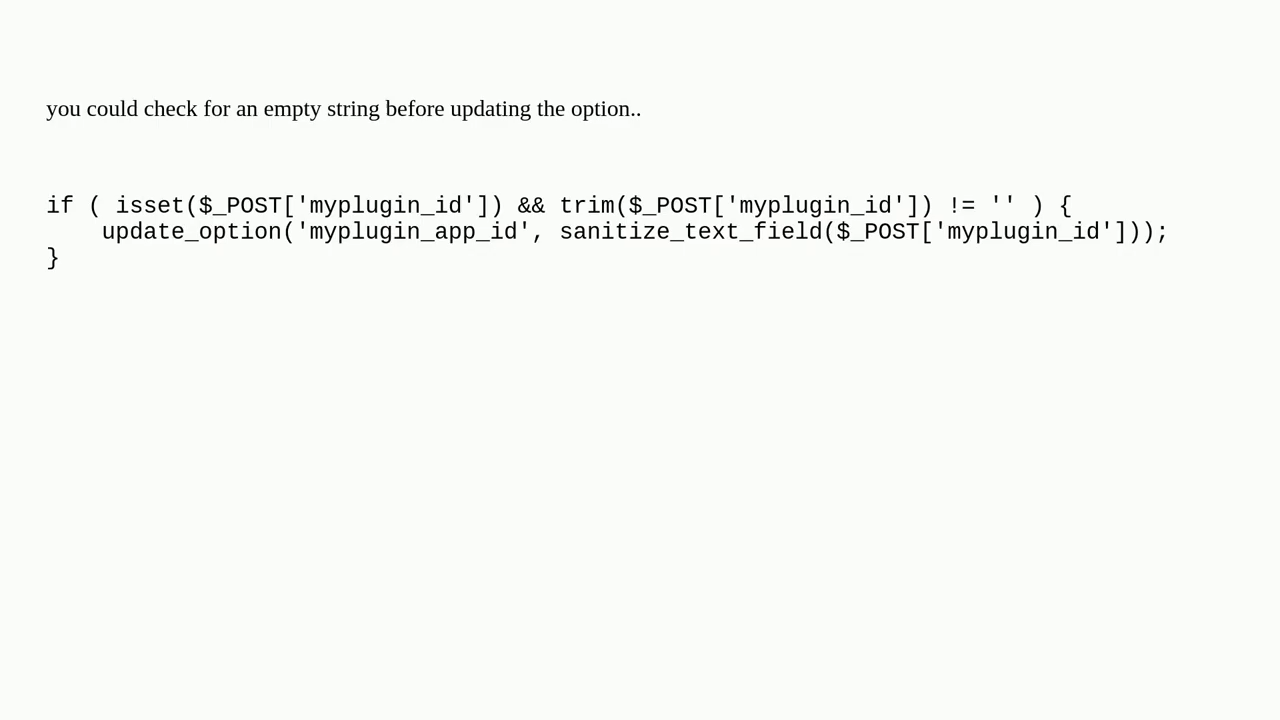 you could check for an empty string before updating the option..
if ( isset($_POST['myplugin_id']) && trim($_POST['myplugin_id']) != '' ) {
    update_option('myplugin_app_id', sanitize_text_field($_POST['myplugin_id']));
}